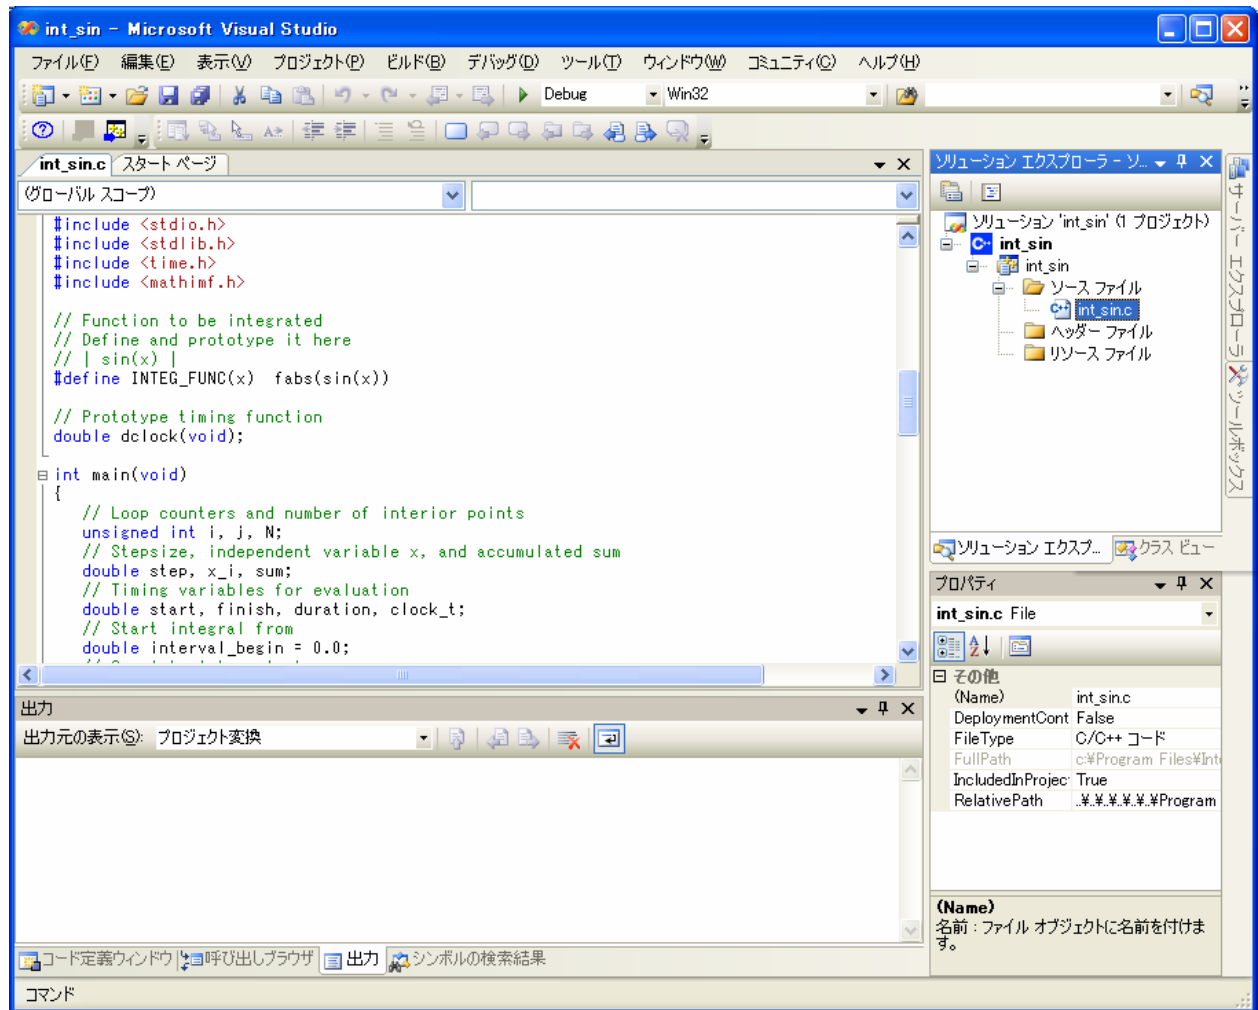 int_sin - Microsoft Visual Studio
ファイル(F) 編集(E) 表示(V) プロジェクト(P) ビルド(B) デバッグ(D) ツール(T) ウィンドウ(W) コミュニティ(C) ヘルプ(H)
Debug Win32
int_sin.c スタート ページ
(グローバル スコープ)
#include <stdio.h>
#include <stdlib.h>
#include <time.h>
#include <mathimf.h>
// Function to be integrated
// Define and prototype it here
// | sin(x) |
#define INTEG_FUNC(x)  fabs(sin(x))
// Prototype timing function
double dclock(void);
int main(void)
{
// Loop counters and number of interior points
unsigned int i, j, N;
// Stepsize, independent variable x, and accumulated sum
double step, x_i, sum;
// Timing variables for evaluation
double start, finish, duration, clock_t;
// Start integral from
double interval_begin = 0.0;
出力
出力元の表示(S): プロジェクト変換
コード定義ウィンドウ 呼び出しブラウザ 出力 シンボルの検索結果
コマンド
ソリューション エクスプローラ - ソ...
ソリューション 'int_sin' (1 プロジェクト)
int_sin
int_sin
ソース ファイル
int_sin.c
ヘッダー ファイル
リソース ファイル
ソリューション エクスプ... クラス ビュー
プロパティ
int_sin.c File
その他
(Name) int_sin.c
DeploymentCont False
FileType C/C++ コード
FullPath c:¥Program Files¥Int
IncludedInProjec True
RelativePath ..¥..¥..¥..¥..¥..¥Program
(Name)
名前 : ファイル オブジェクトに名前を付けま
す。
サーバー エクスプローラ
ツールボックス